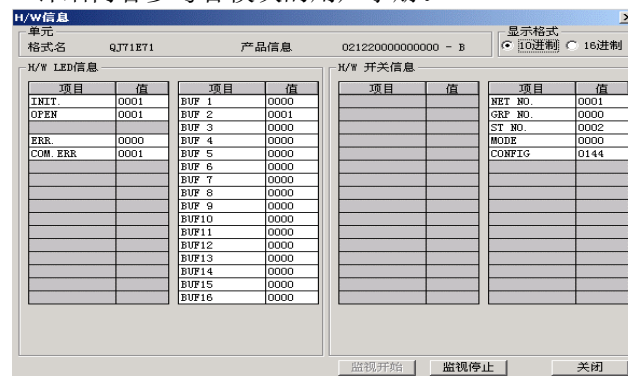 H/W信息
单元
显示格式
格式名 QJ71E71 产品信息 021220000000000 - B 10进制 16进制
H/W LED信息 H/W 开关信息
项目 值 项目 值 项目 值 项目 值
INIT. 0001 BUF 1 0000 NET NO. 0001
OPEN 0001 BUF 2 0001 GRP NO. 0000
BUF 3 0000 ST NO. 0002
ERR. 0000 BUF 4 0000 MODE 0000
COM.ERR 0001 BUF 5 0000 CONFIG 0144
BUF 6 0000
BUF 7 0000
BUF 8 0000
BUF 9 0000
BUF10 0000
BUF11 0000
BUF12 0000
BUF13 0000
BUF14 0000
BUF15 0000
BUF16 0000
监视开始 监视停止 关闭